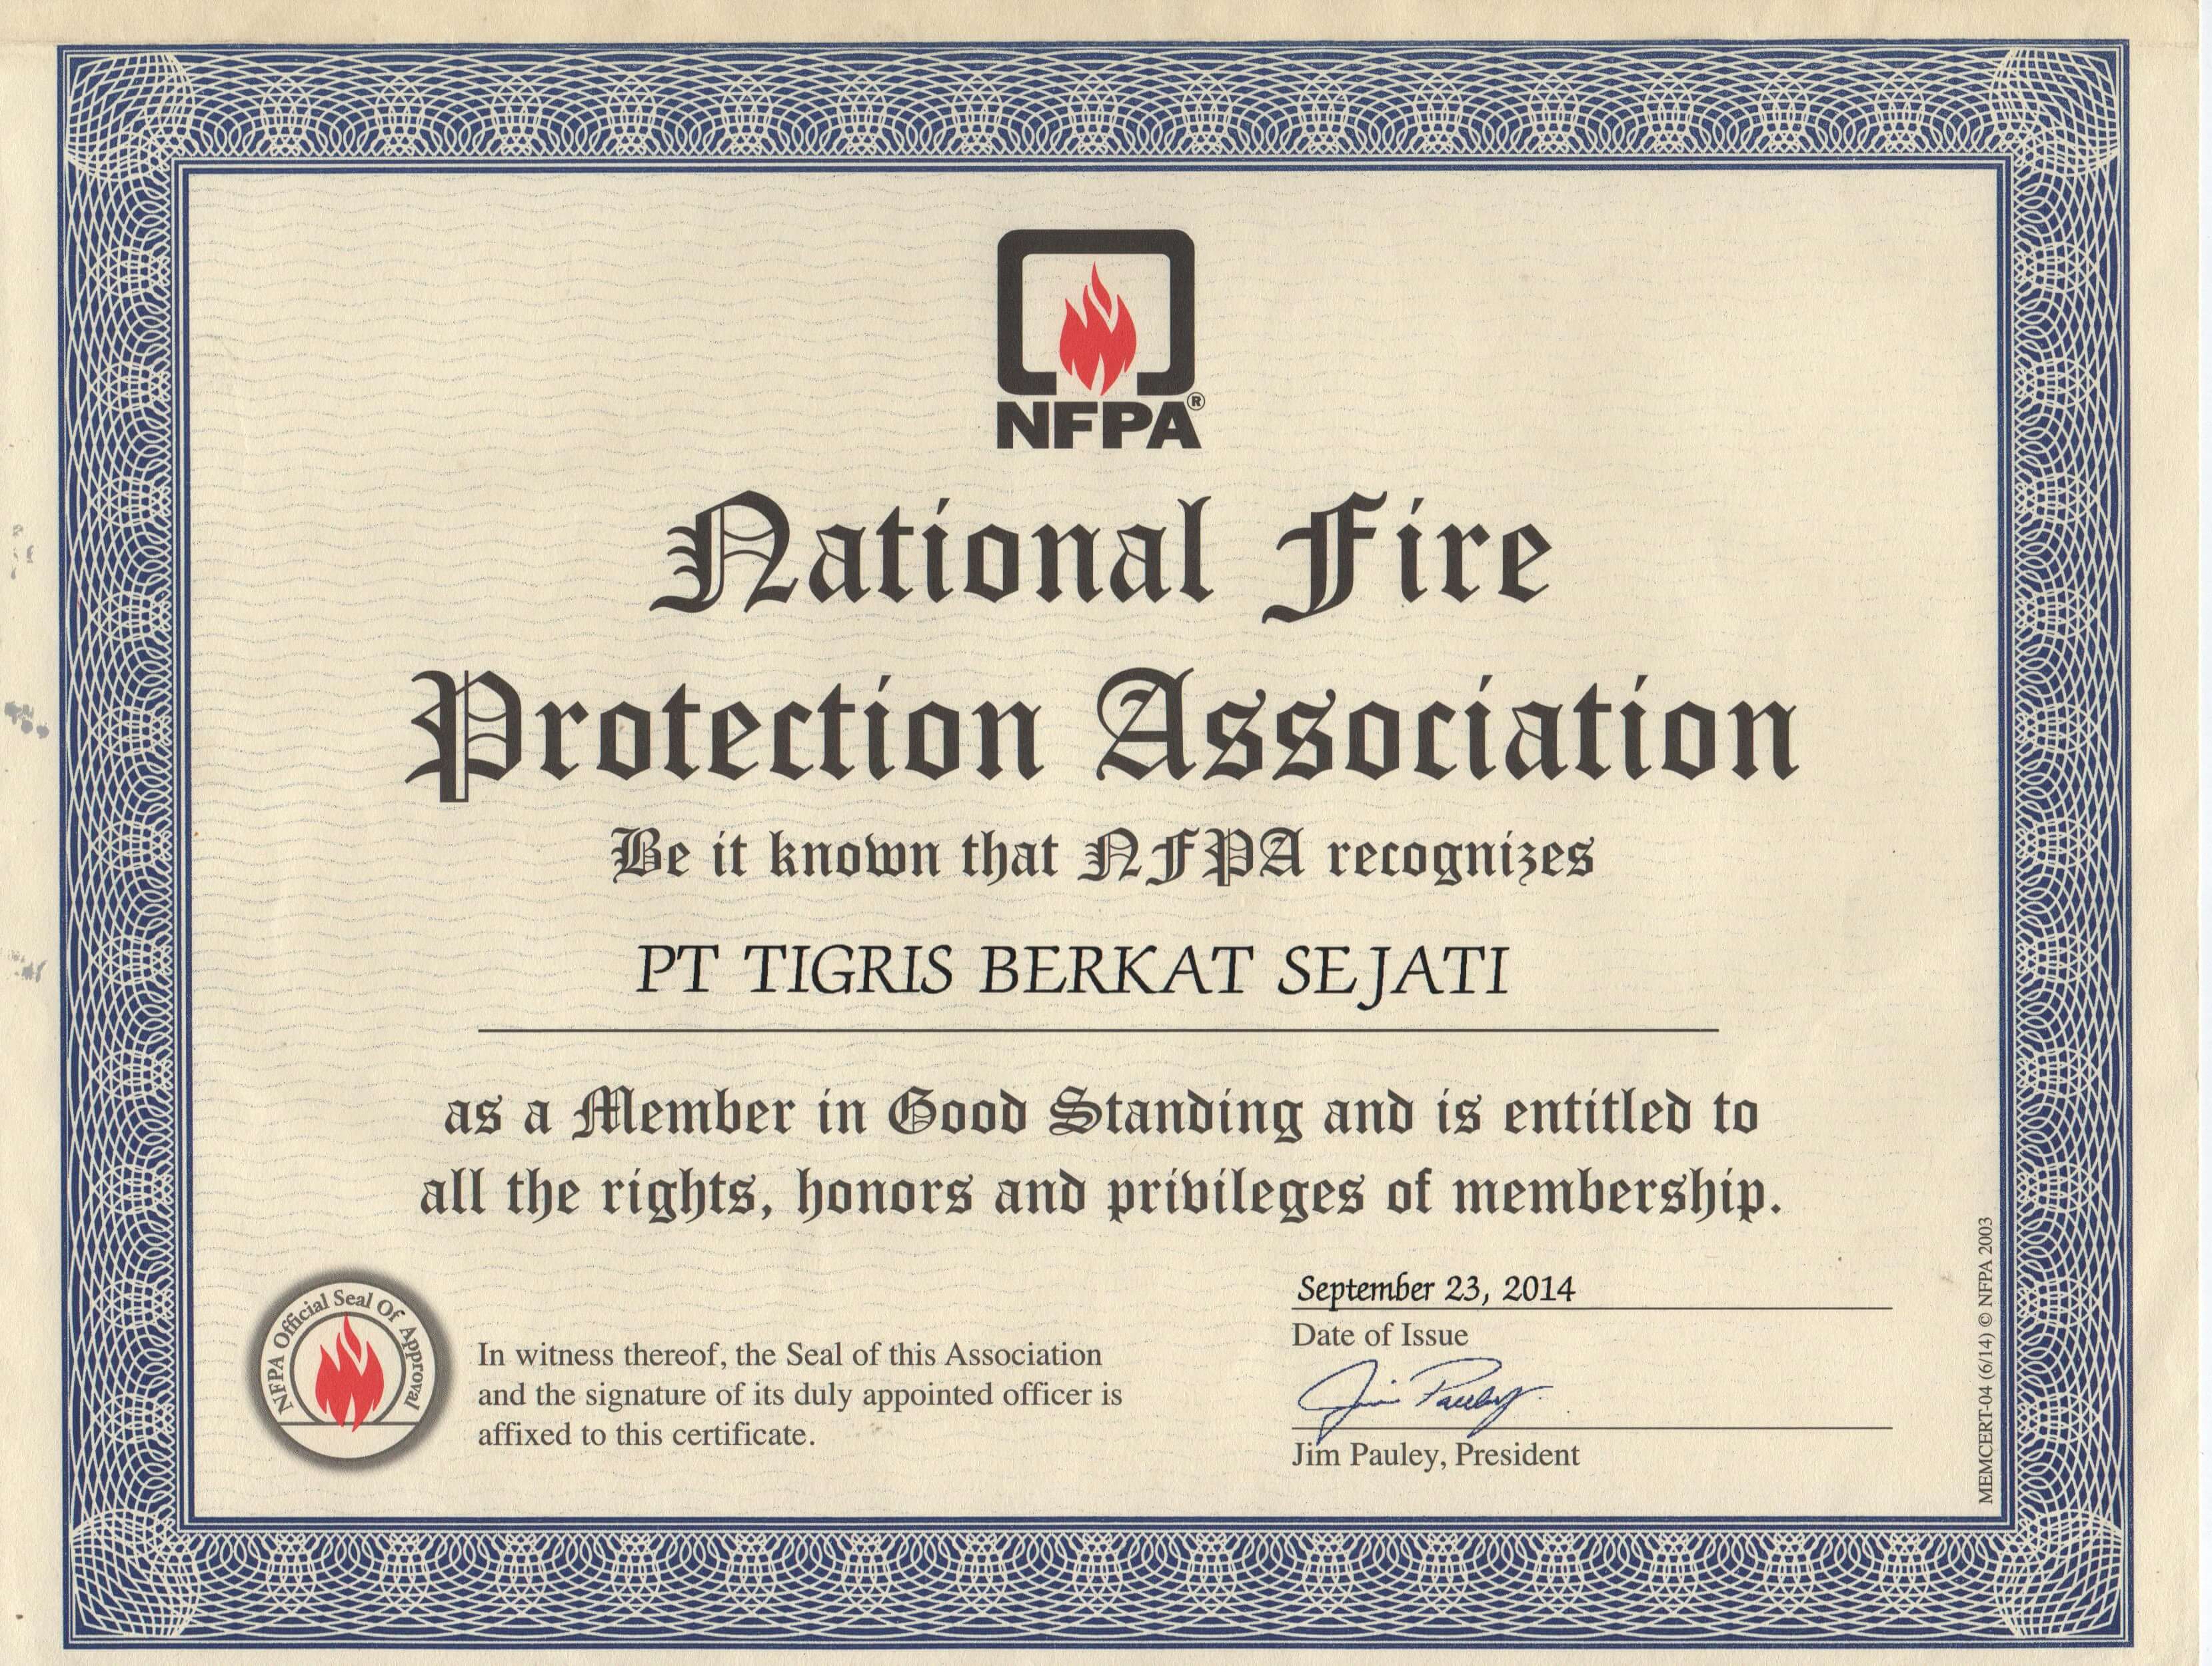 NFPA®
National Fire
Protection Association
Be it known that NFPA recognizes
PT TIGRIS BERKAT SEJATI
as a Member in Good Standing and is entitled to
all the rights, honors and privileges of membership.
NFPA Official Seal Of Approval
In witness thereof, the Seal of this Association
and the signature of its duly appointed officer is
affixed to this certificate.
September 23, 2014
Date of Issue
Jim Pauley
Jim Pauley, President
MEMCERT-04 (6/14) © NFPA 2003